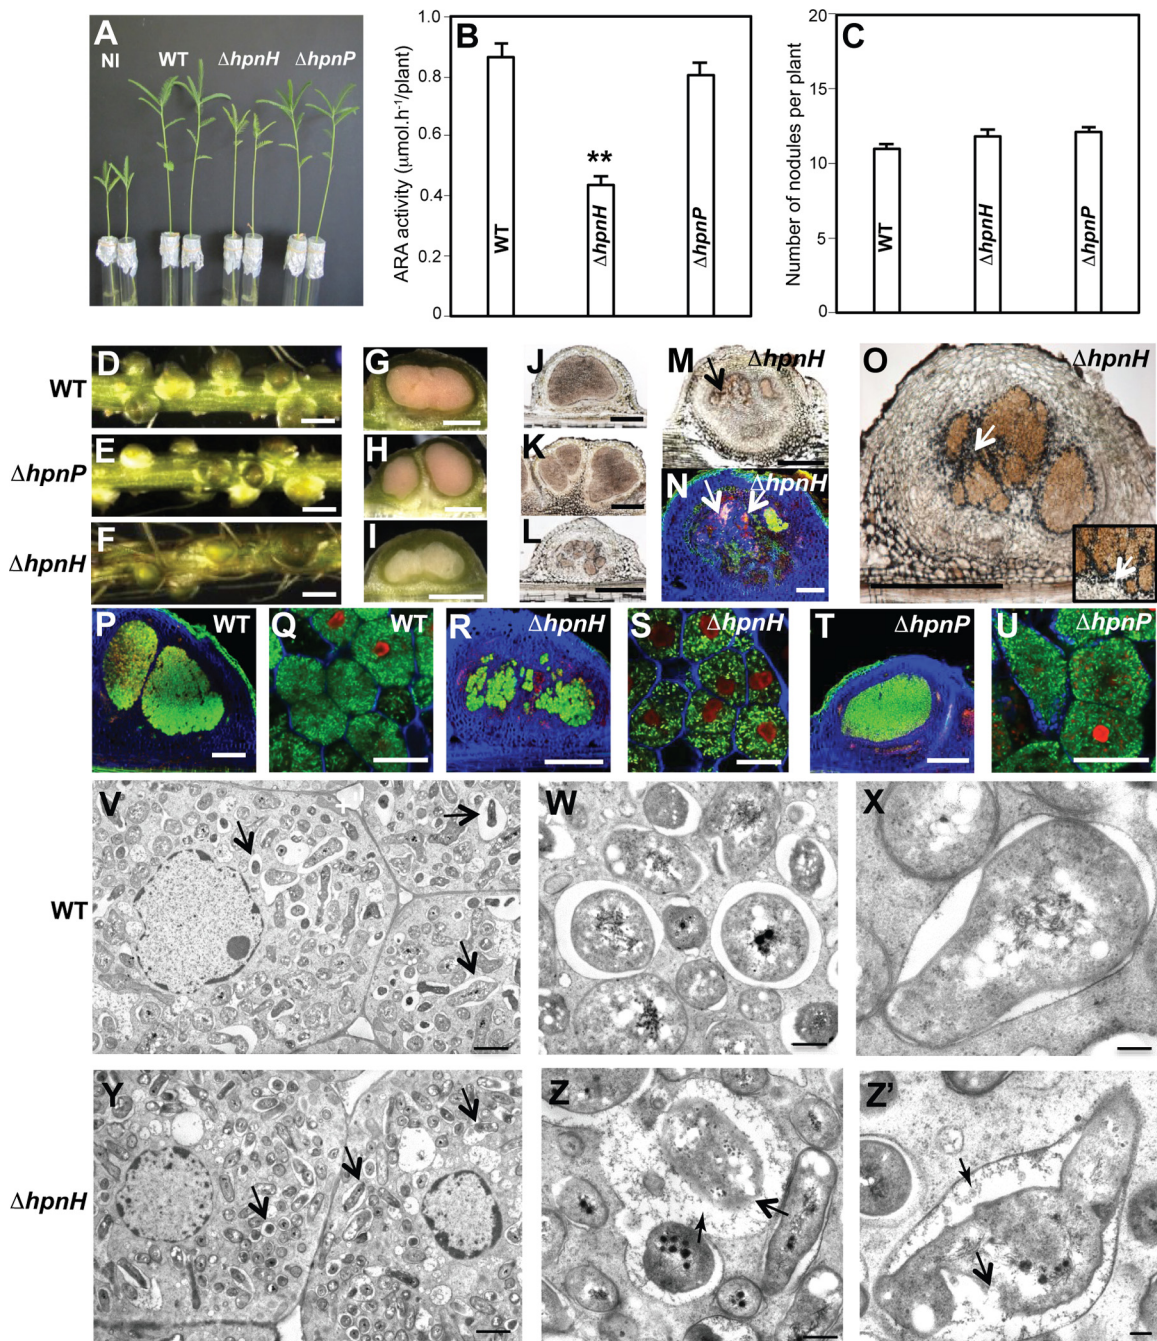 A
NI WT ΔhpnH ΔhpnP
B
ARA activity (μmol.h⁻¹/plant)
1.0
0.8
0.6
0.4
0.2
0
WT
**
ΔhpnH
ΔhpnP
C
Number of nodules per plant
20
15
10
5
0
WT
ΔhpnH
ΔhpnP
WT
D
G
J
M ΔhpnH
O ΔhpnH
ΔhpnP
E
H
K
N ΔhpnH
ΔhpnH
F
I
L
P WT
Q WT
R ΔhpnH
S ΔhpnH
T ΔhpnP
U ΔhpnP
WT
V
W
X
ΔhpnH
Y
Z
Z'